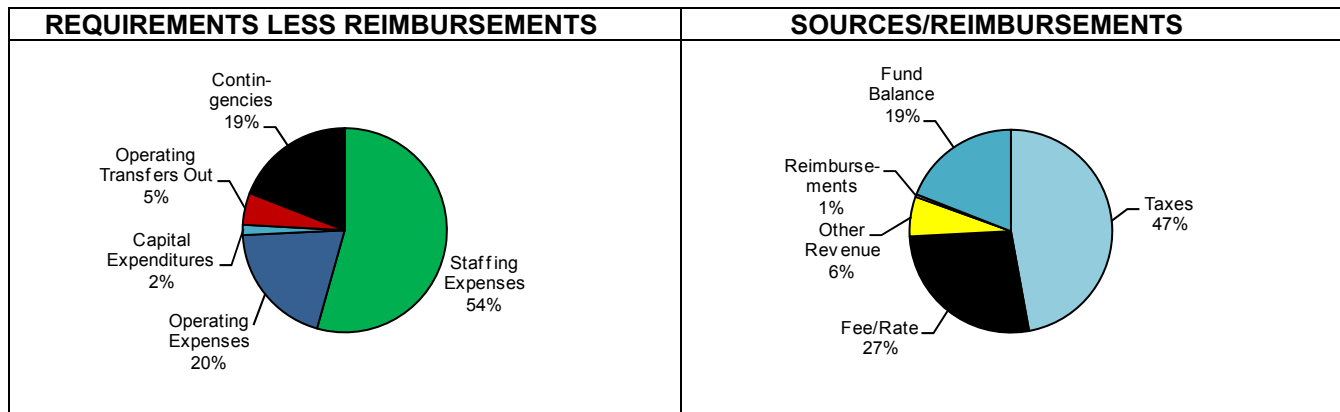 REQUIREMENTS LESS REIMBURSEMENTS
Contin-
gencies
19%
Operating
Transfers Out
5%
Capital
Expenditures
2%
Operating
Expenses
20%
Staffing
Expenses
54%
SOURCES/REIMBURSEMENTS
Fund
Balance
19%
Reimburse-
ments
1%
Other
Revenue
6%
Fee/Rate
27%
Taxes
47%